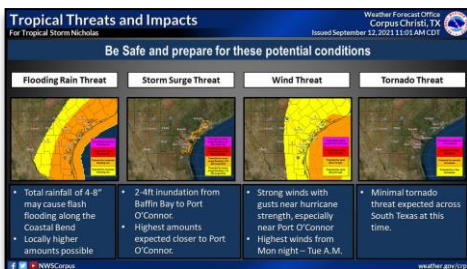 Tropical Threats and Impacts
For Tropical Storm Nicholas
Weather Forecast Office
Corpus Christi, TX
Issued September 12, 2021 11:01 AM CDT
Be Safe and prepare for these potential conditions
Flooding Rain Threat
Storm Surge Threat
Wind Threat
Tornado Threat
• Total rainfall of 4-8"
may cause flash
flooding along the
Coastal Bend
• Locally higher
amounts possible
• 2-4ft inundation from
Baffin Bay to Port
O'Connor.
• Highest amounts
expected closer to Port
O'Connor.
• Strong winds with
gusts near hurricane
strength, especially
near Port O'Connor
• Highest winds from
Mon night – Tue A.M.
• Minimal tornado
threat expected across
South Texas at this
time.
NWSCorpus
weather.gov/crp